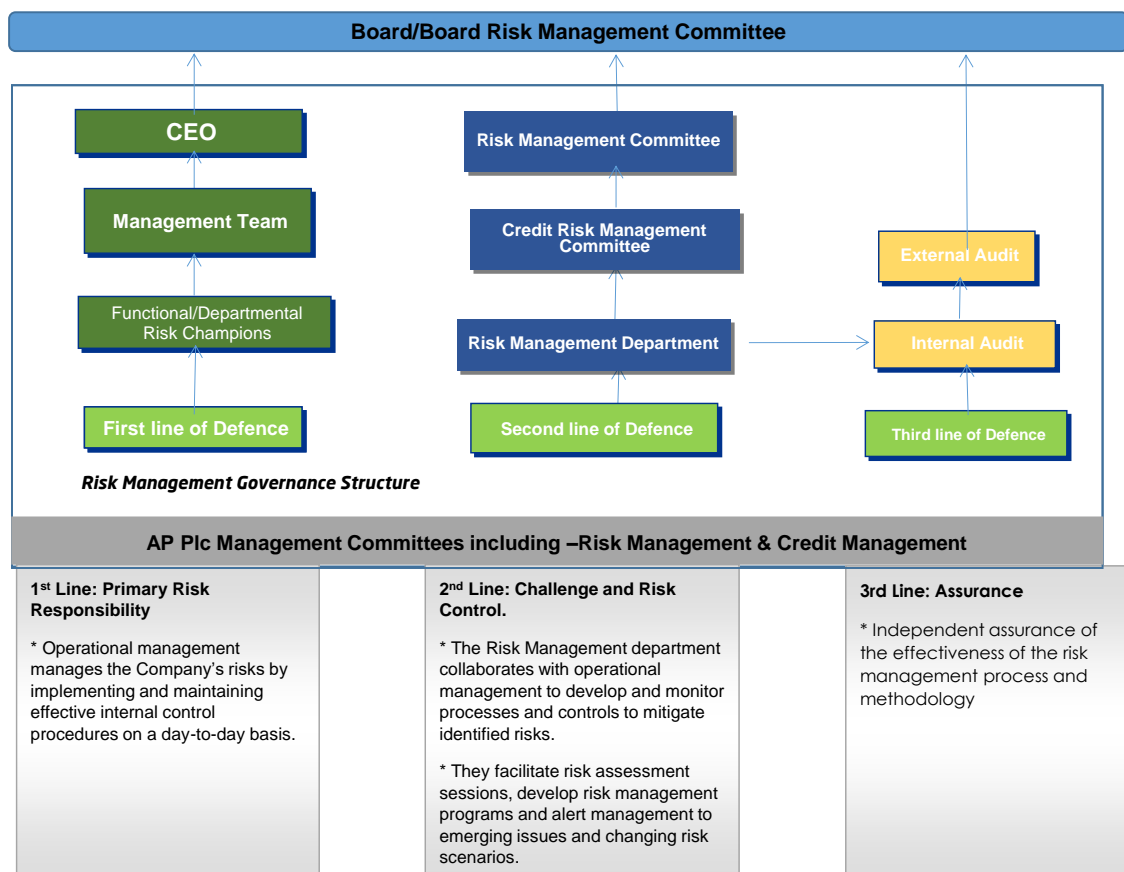 Board/Board Risk Management Committee
CEO
Management Team
Functional/Departmental
Risk Champions
First line of Defence
Risk Management Committee
Credit Risk Management
Committee
Risk Management Department
Second line of Defence
External Audit
Internal Audit
Third line of Defence
Risk Management Governance Structure
AP Plc Management Committees including –Risk Management & Credit Management
1st Line: Primary Risk
Responsibility
* Operational management
manages the Company’s risks by
implementing and maintaining
effective internal control
procedures on a day-to-day basis.
2nd Line: Challenge and Risk
Control.
* The Risk Management department
collaborates with operational
management to develop and monitor
processes and controls to mitigate
identified risks.
* They facilitate risk assessment
sessions, develop risk management
programs and alert management to
emerging issues and changing risk
scenarios.
3rd Line: Assurance
* Independent assurance of
the effectiveness of the risk
management process and
methodology